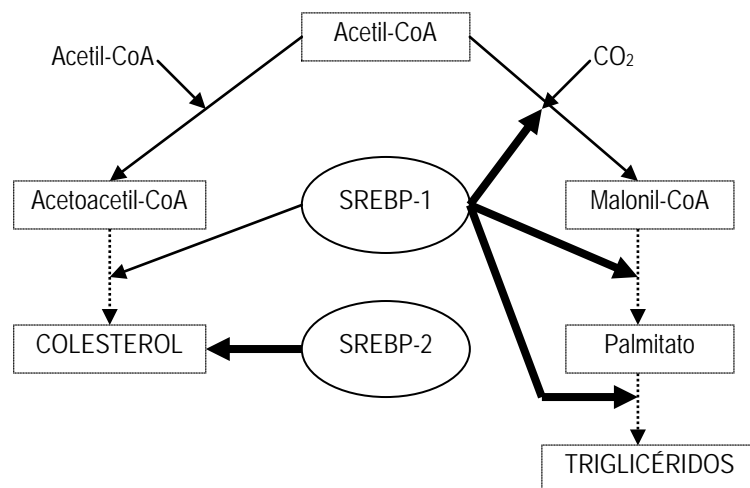 Acetil-CoA
Acetil-CoA
CO₂
Acetoacetil-CoA
SREBP-1
Malonil-CoA
COLESTEROL
SREBP-2
Palmitato
TRIGLICÉRIDOS